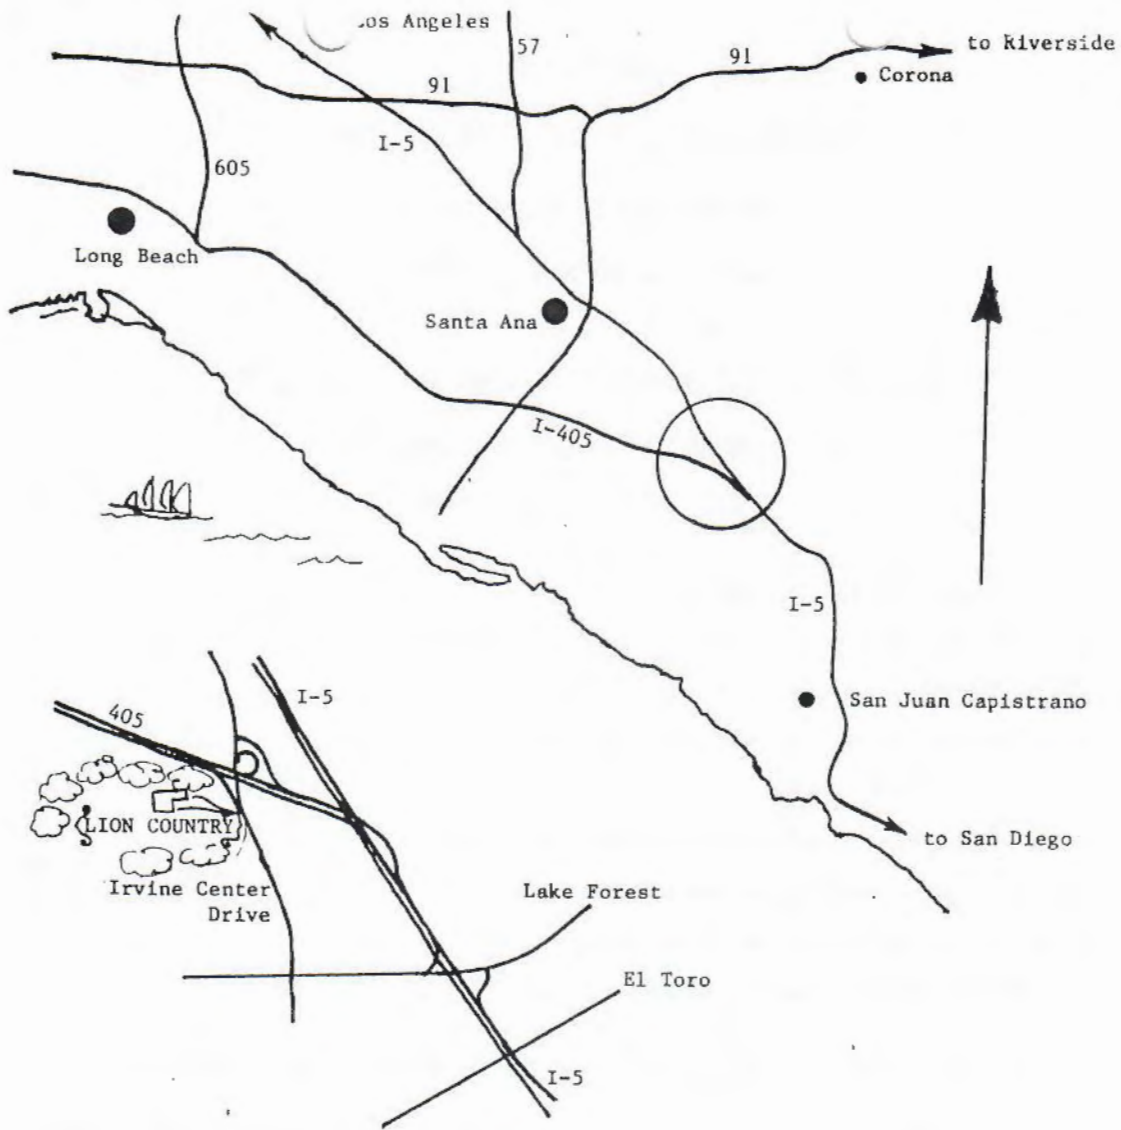 Angeles
57
91
to Riverside
91
Corona
I-5
605
Long Beach
Santa Ana
I-405
I-5
San Juan Capistrano
to San Diego
I-5
405
LION COUNTRY
Irvine Center
Drive
Lake Forest
El Toro
I-5